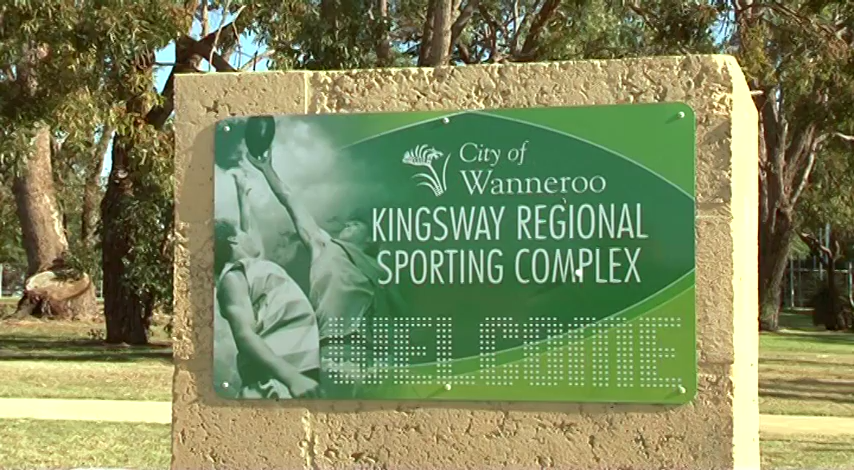 City of
Wanneroo
KINGSWAY REGIONAL
SPORTING COMPLEX
WELCOME